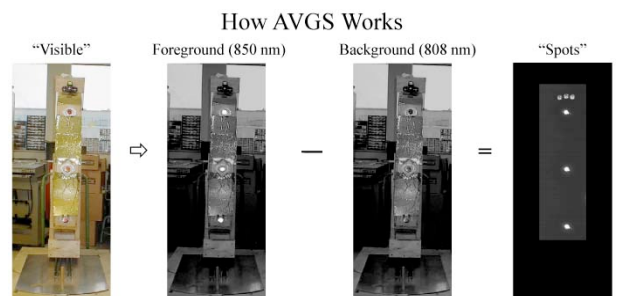 How AVGS Works
“Visible”
Foreground (850 nm)
Background (808 nm)
“Spots”